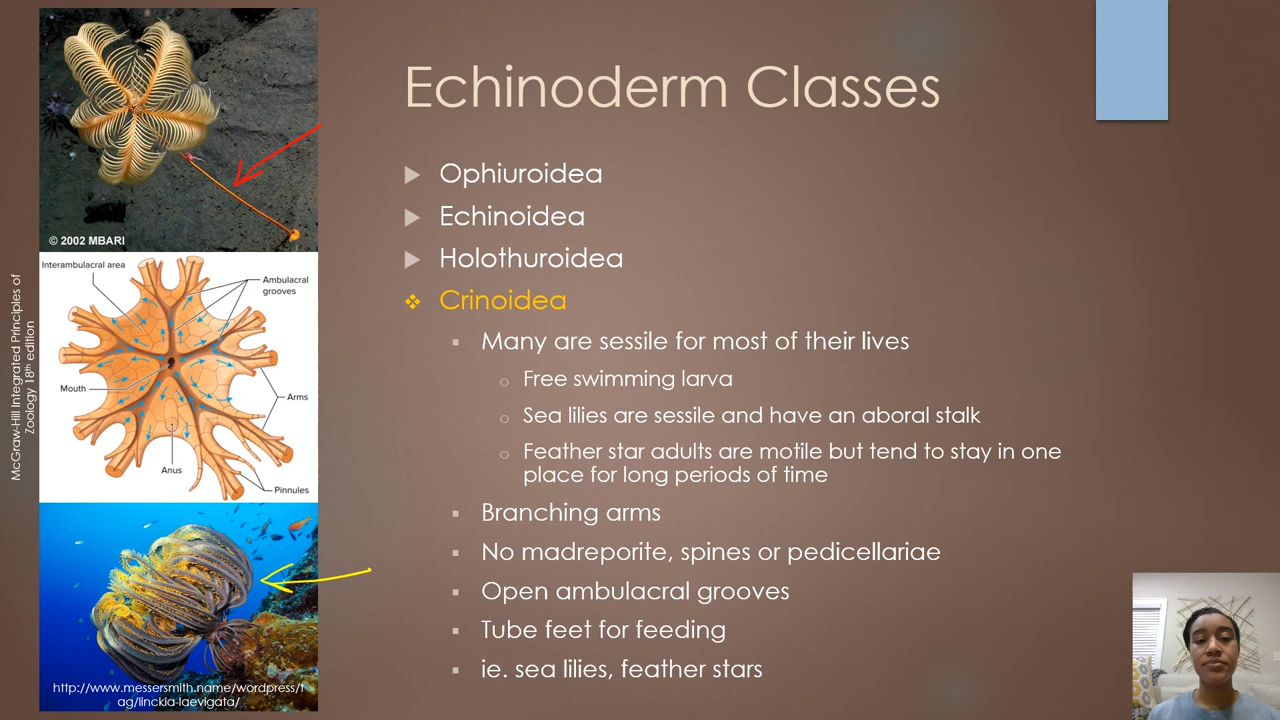 Echinoderm Classes
Ophiuroidea
Echinoidea
Holothuroidea
Crinoidea
Many are sessile for most of their lives
Free swimming larva
Sea lilies are sessile and have an aboral stalk
Feather star adults are motile but tend to stay in one
place for long periods of time
Branching arms
No madreporite, spines or pedicellariae
Open ambulacral grooves
Tube feet for feeding
ie. sea lilies, feather stars
© 2002 MBARI
Interambulacral area
Ambulacral
grooves
Mouth
Arms
Anus
Pinnules
http://www.messersmith.name/wordpress/t
ag/linckia-laevigata/
McGraw-Hill Integrated Principles of
Zoology 18th edition